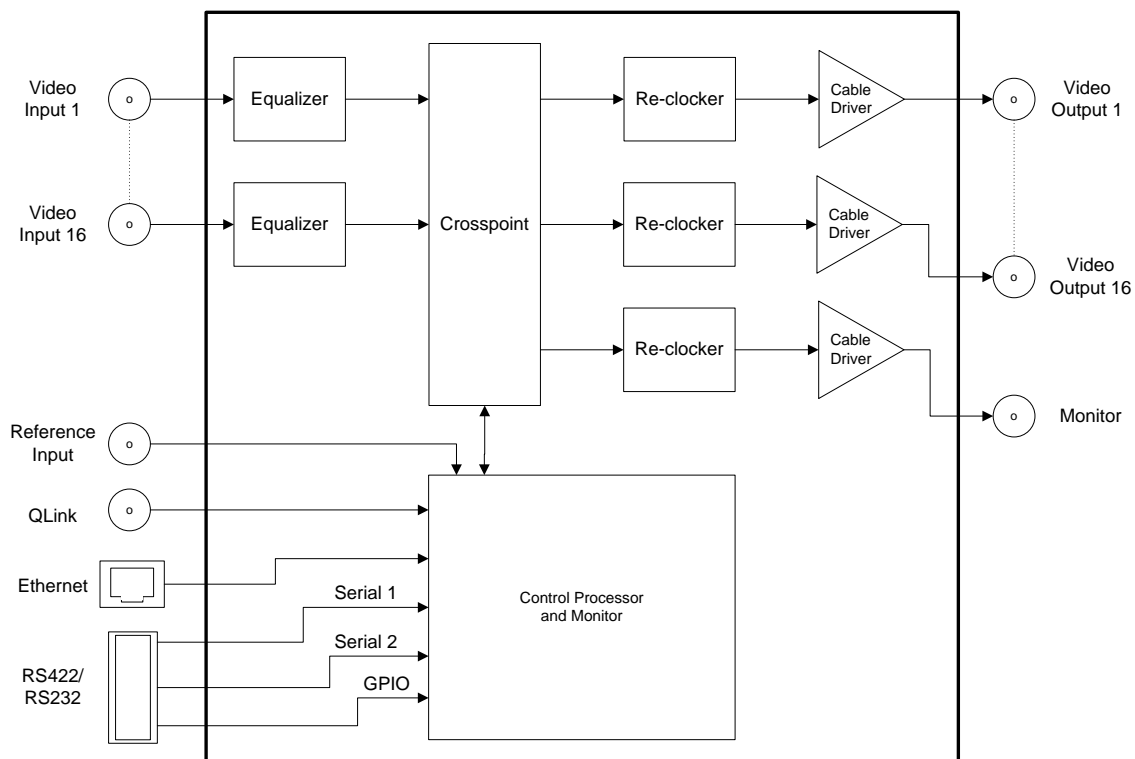 Video
Input 1
o
Equalizer
Re-clocker
Cable
Driver
o
Video
Output 1
Video
Input 16
o
Equalizer
Crosspoint
Re-clocker
Cable
Driver
o
Video
Output 16
Re-clocker
Cable
Driver
o
Monitor
Reference
Input
o
QLink
o
Ethernet
Serial 1
Serial 2
GPIO
RS422/
RS232
Control Processor
and Monitor